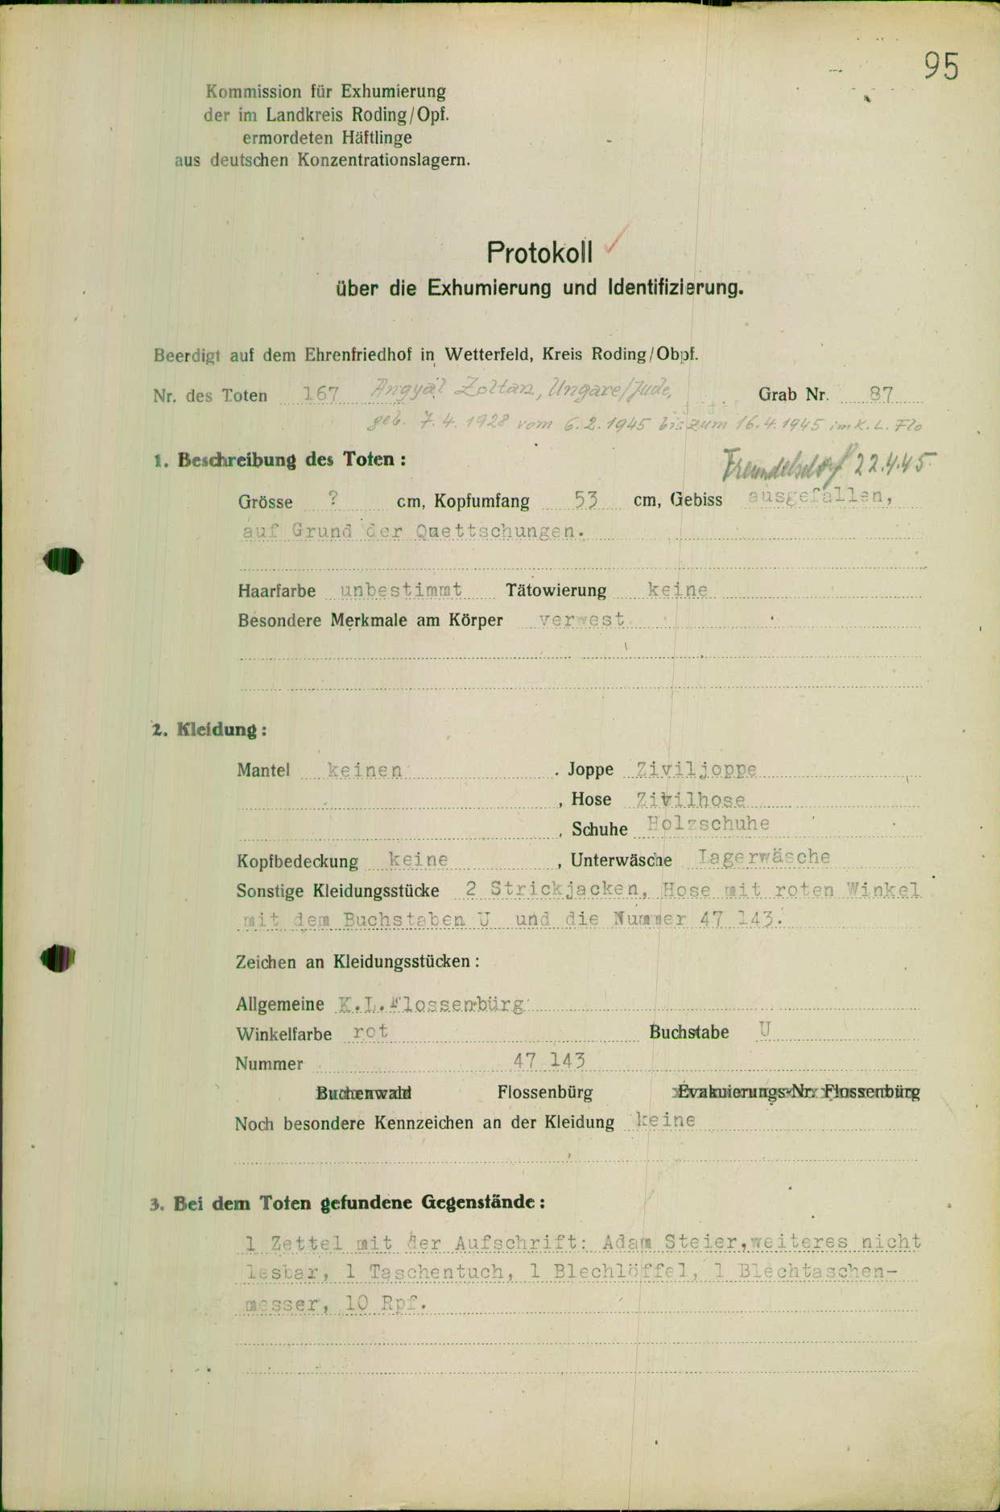 95
Kommission für Exhumierung
der im Landkreis Roding/Opf.
ermordeten Häftlinge
aus deutschen Konzentrationslagern.
Protokoll
über die Exhumierung und Identifizierung.
Beerdigt auf dem Ehrenfriedhof in Wetterfeld, Kreis Roding/Obpf.
Nr. des Toten 167 Angyal Zoltan, Ungare/Jude, Grab Nr. 87
geb. 7.4.1928 vom 6.2.1945 bis zum 16.4.1945 im K.L. Flo
1. Beschreibung des Toten: 22.4.45
Grösse ? cm, Kopfumfang 53 cm, Gebiss ausgefallen,
auf Grund der Quettschungen.
Haarfarbe unbestimmt Tätowierung keine
Besondere Merkmale am Körper verwest
2. Kleidung:
Mantel keinen , Joppe Ziviljoppe
, Hose Zivilhose
, Schuhe Holzschuhe
Kopfbedeckung keine , Unterwäsche Lagerwäsche
Sonstige Kleidungsstücke 2 Strickjacken, Hose mit roten Winkel
mit dem Buchstaben U und die Nummer 47 143.
Zeichen an Kleidungsstücken:
Allgemeine K.L.Flossenbürg
Winkelfarbe rot Buchstabe U
Nummer 47 143
Buchenwald Flossenbürg Evakuierungs-Nr. Flossenbürg
Noch besondere Kennzeichen an der Kleidung keine
3. Bei dem Toten gefundene Gegenstände:
1 Zettel mit der Aufschrift: Adam Steier,weiteres nicht
lesbar, 1 Taschentuch, 1 Blechlöffel, 1 Blechtaschen-
messer, 10 Rpf.